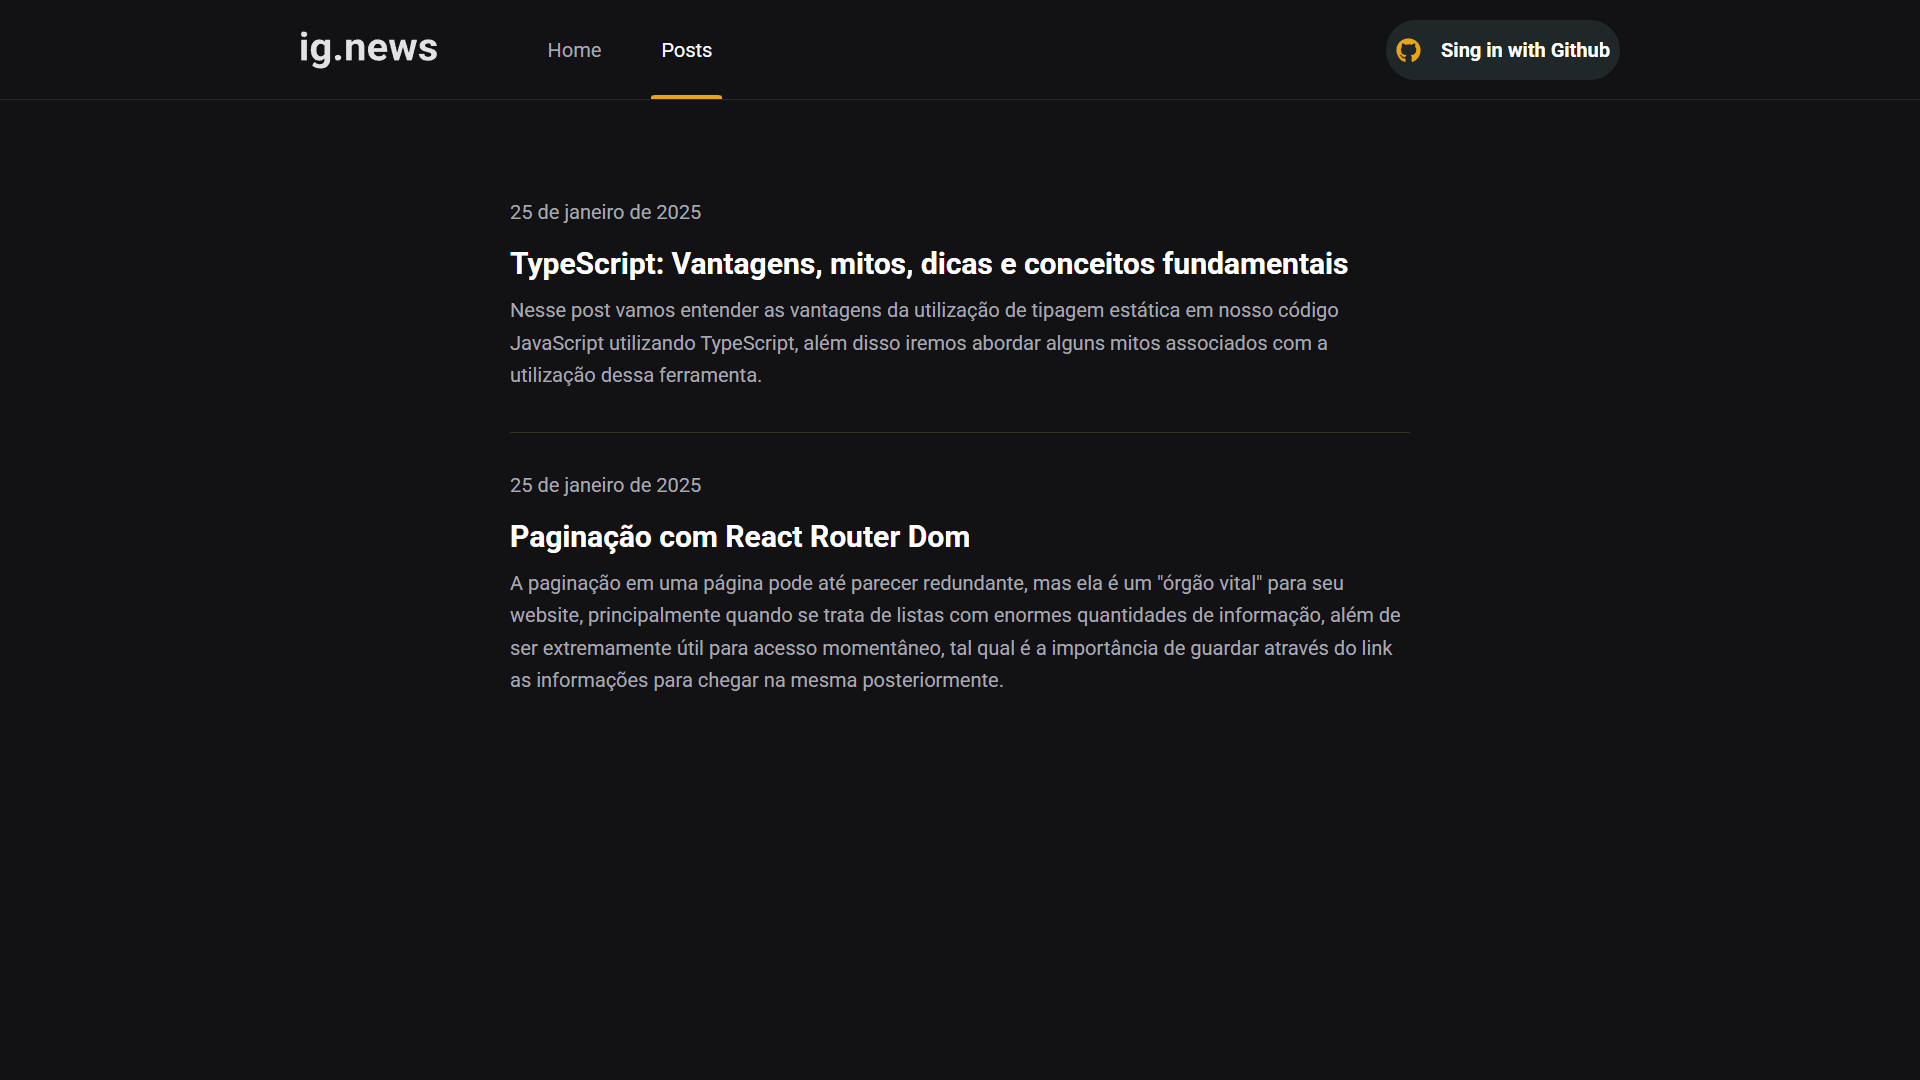 ig.news
Home
Posts
Sing in with Github
25 de janeiro de 2025
TypeScript: Vantagens, mitos, dicas e conceitos fundamentais
Nesse post vamos entender as vantagens da utilização de tipagem estática em nosso código
JavaScript utilizando TypeScript, além disso iremos abordar alguns mitos associados com a
utilização dessa ferramenta.
25 de janeiro de 2025
Paginação com React Router Dom
A paginação em uma página pode até parecer redundante, mas ela é um "órgão vital" para seu
website, principalmente quando se trata de listas com enormes quantidades de informação, além de
ser extremamente útil para acesso momentâneo, tal qual é a importância de guardar através do link
as informações para chegar na mesma posteriormente.